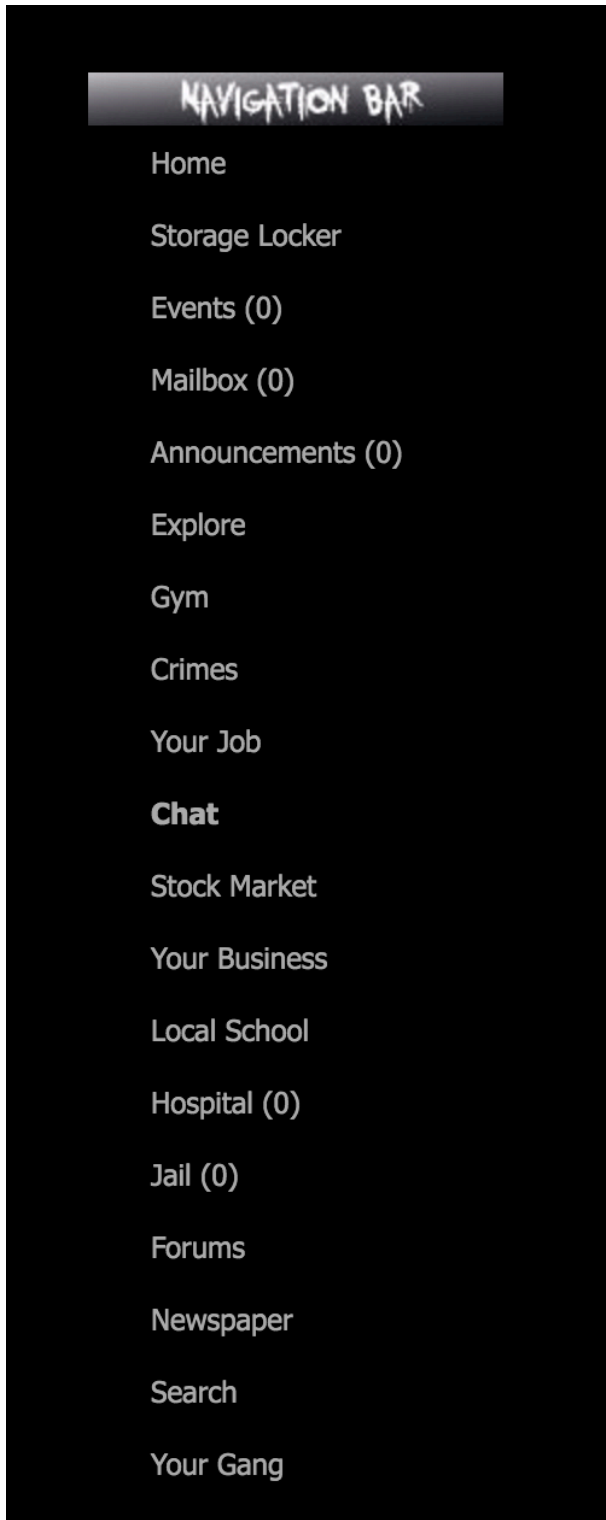 NAVIGATION BAR
Home
Storage Locker
Events (0)
Mailbox (0)
Announcements (0)
Explore
Gym
Crimes
Your Job
Chat
Stock Market
Your Business
Local School
Hospital (0)
Jail (0)
Forums
Newspaper
Search
Your Gang